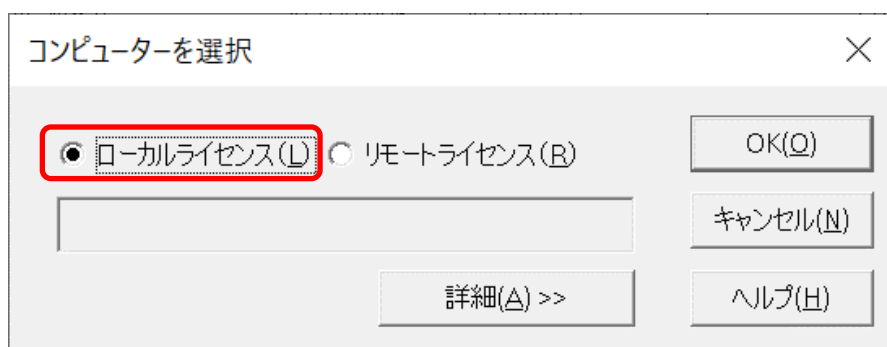 コンピューターを選択
ローカルライセンス(L) リモートライセンス(R)
OK(O)
キャンセル(N)
詳細(A) >>
ヘルプ(H)